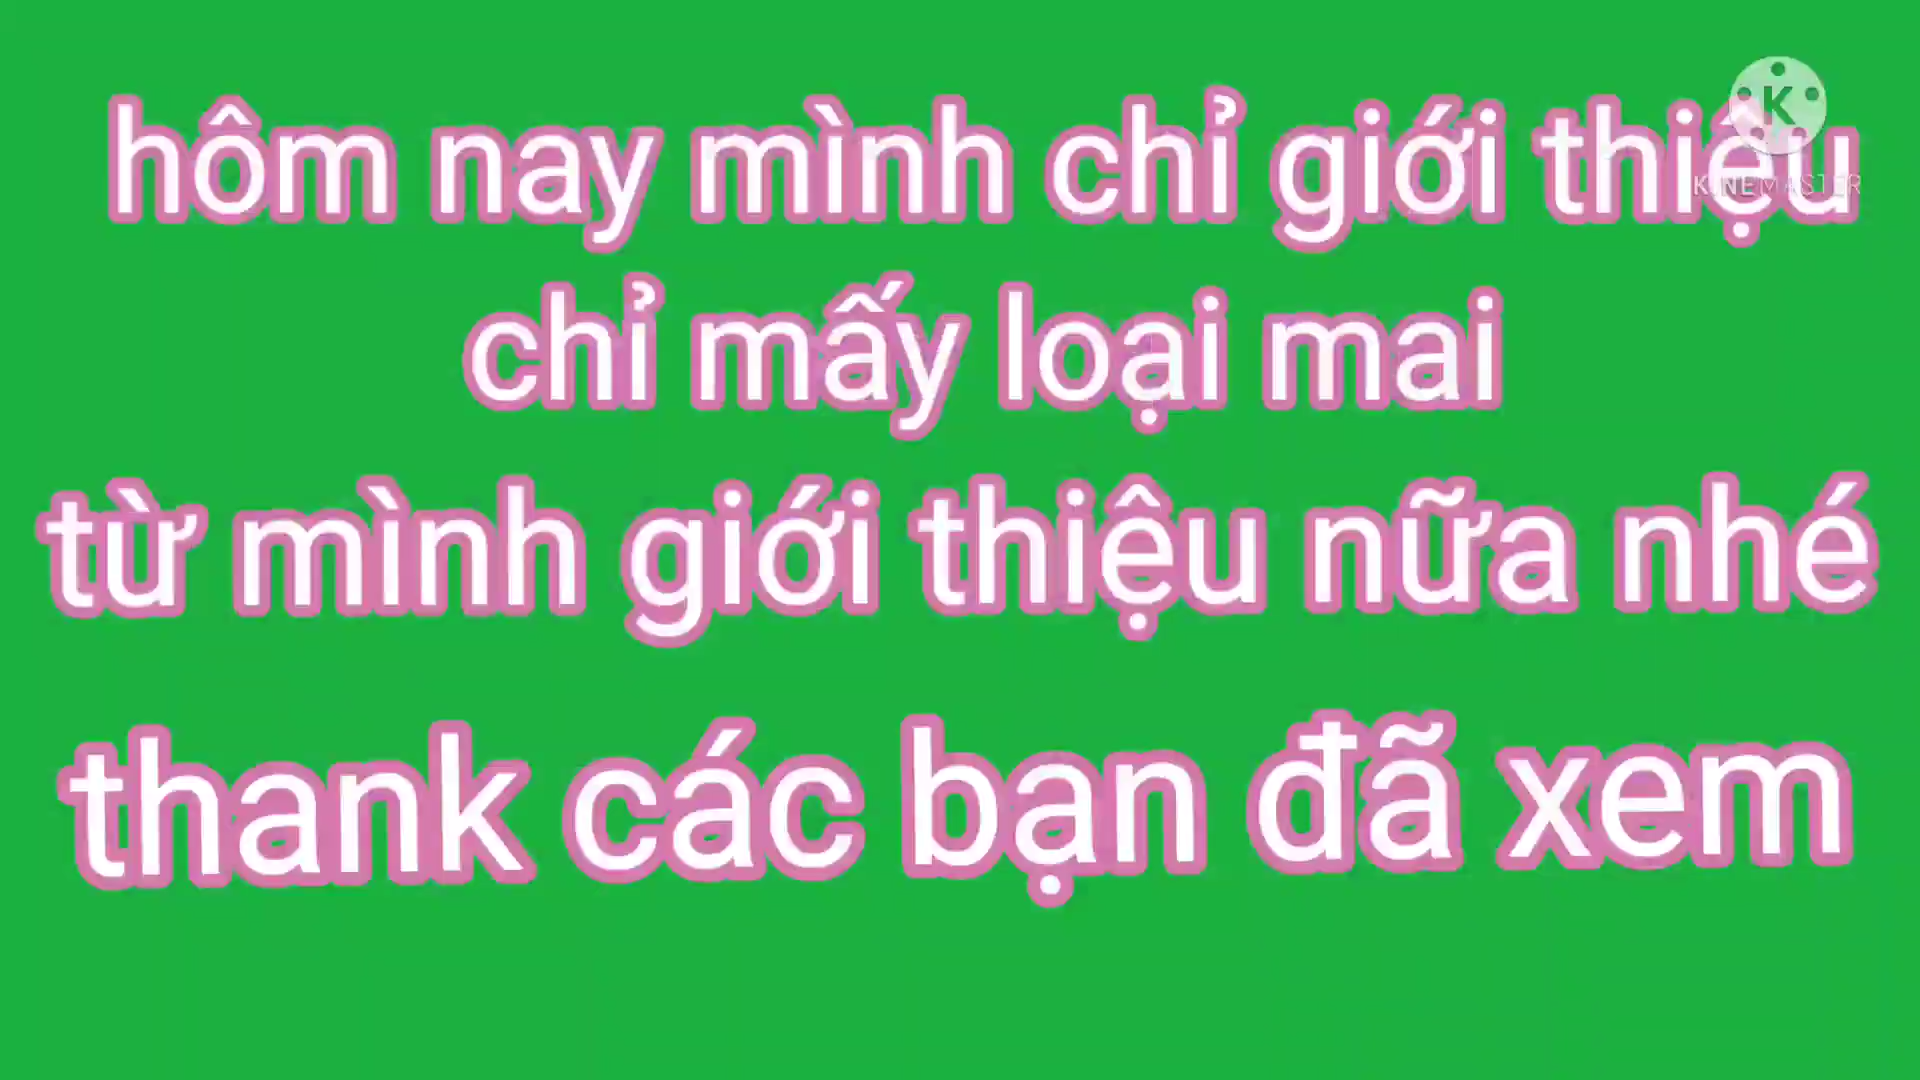 hôm nay mình chỉ giới thiệu
chỉ mấy loại mai
từ mình giới thiệu nữa nhé
thank các bạn đã xem
K
KINEMASTER